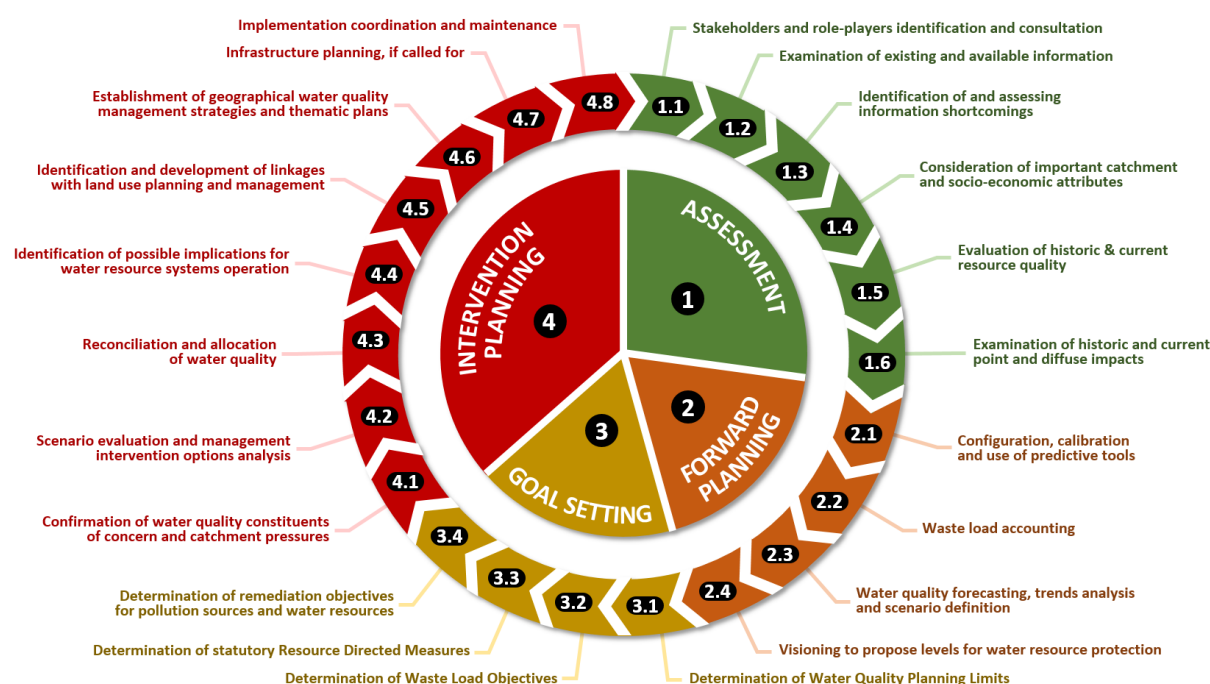 Implementation coordination and maintenance
Infrastructure planning, if called for
Establishment of geographical water quality
management strategies and thematic plans
Identification and development of linkages
with land use planning and management
Identification of possible implications for
water resource systems operation
Reconciliation and allocation
of water quality
Scenario evaluation and management
intervention options analysis
Confirmation of water quality constituents
of concern and catchment pressures
Determination of remediation objectives
for pollution sources and water resources
Determination of statutory Resource Directed Measures
Determination of Waste Load Objectives
Stakeholders and role-players identification and consultation
Examination of existing and available information
Identification of and assessing
information shortcomings
Consideration of important catchment
and socio-economic attributes
Evaluation of historic & current
resource quality
Examination of historic and current
point and diffuse impacts
Configuration, calibration
and use of predictive tools
Waste load accounting
Water quality forecasting, trends analysis
and scenario definition
Visioning to propose levels for water resource protection
Determination of Water Quality Planning Limits
1.1
1.2
1.3
1.4
1.5
1.6
2.1
2.2
2.3
2.4
3.1
3.2
3.3
3.4
4.1
4.2
4.3
4.4
4.5
4.6
4.7
4.8
ASSESSMENT
1
FORWARD
PLANNING
2
GOAL SETTING
3
INTERVENTION
PLANNING
4